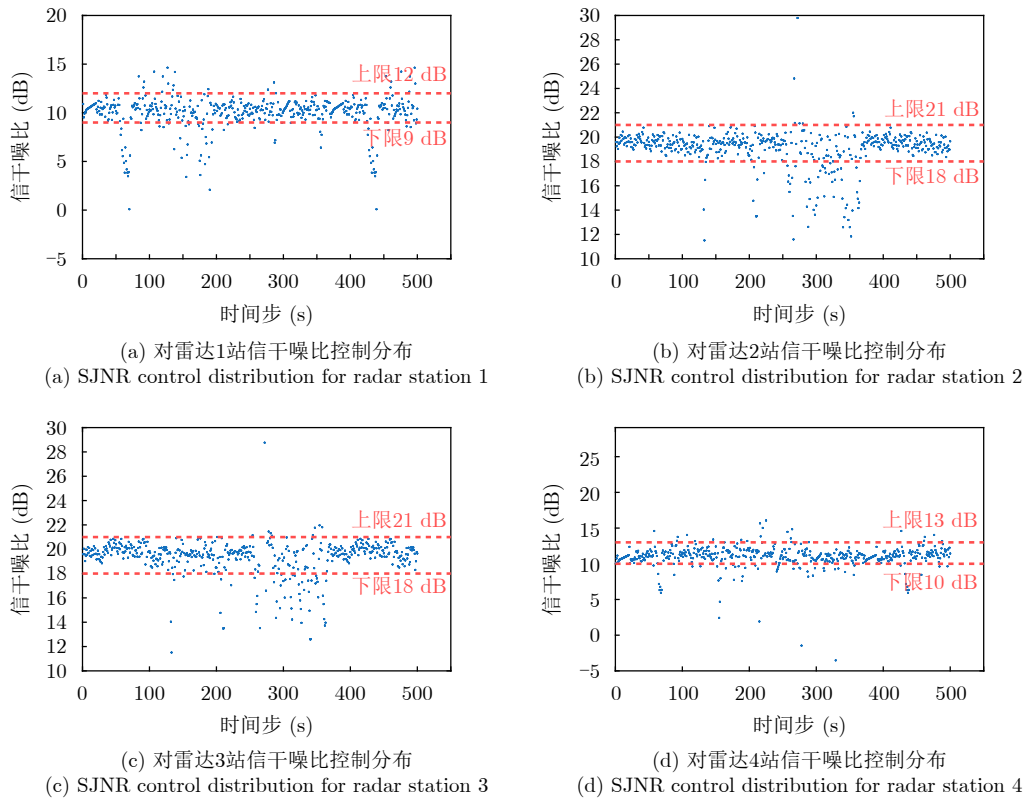 20
15
10
5
0
−5
信干噪比 (dB)
上限12 dB
下限9 dB
0 100 200 300 400 500
时间步 (s)
(a) 对雷达1站信干噪比控制分布
(a) SJNR control distribution for radar station 1
30
28
26
24
22
20
18
16
14
12
10
信干噪比 (dB)
上限21 dB
下限18 dB
0 100 200 300 400 500
时间步 (s)
(b) 对雷达2站信干噪比控制分布
(b) SJNR control distribution for radar station 2
30
28
26
24
22
20
18
16
14
12
10
信干噪比 (dB)
上限21 dB
下限18 dB
0 100 200 300 400 500
时间步 (s)
(c) 对雷达3站信干噪比控制分布
(c) SJNR control distribution for radar station 3
25
20
15
10
5
0
−5
信干噪比 (dB)
上限13 dB
下限10 dB
0 100 200 300 400 500
时间步 (s)
(d) 对雷达4站信干噪比控制分布
(d) SJNR control distribution for radar station 4